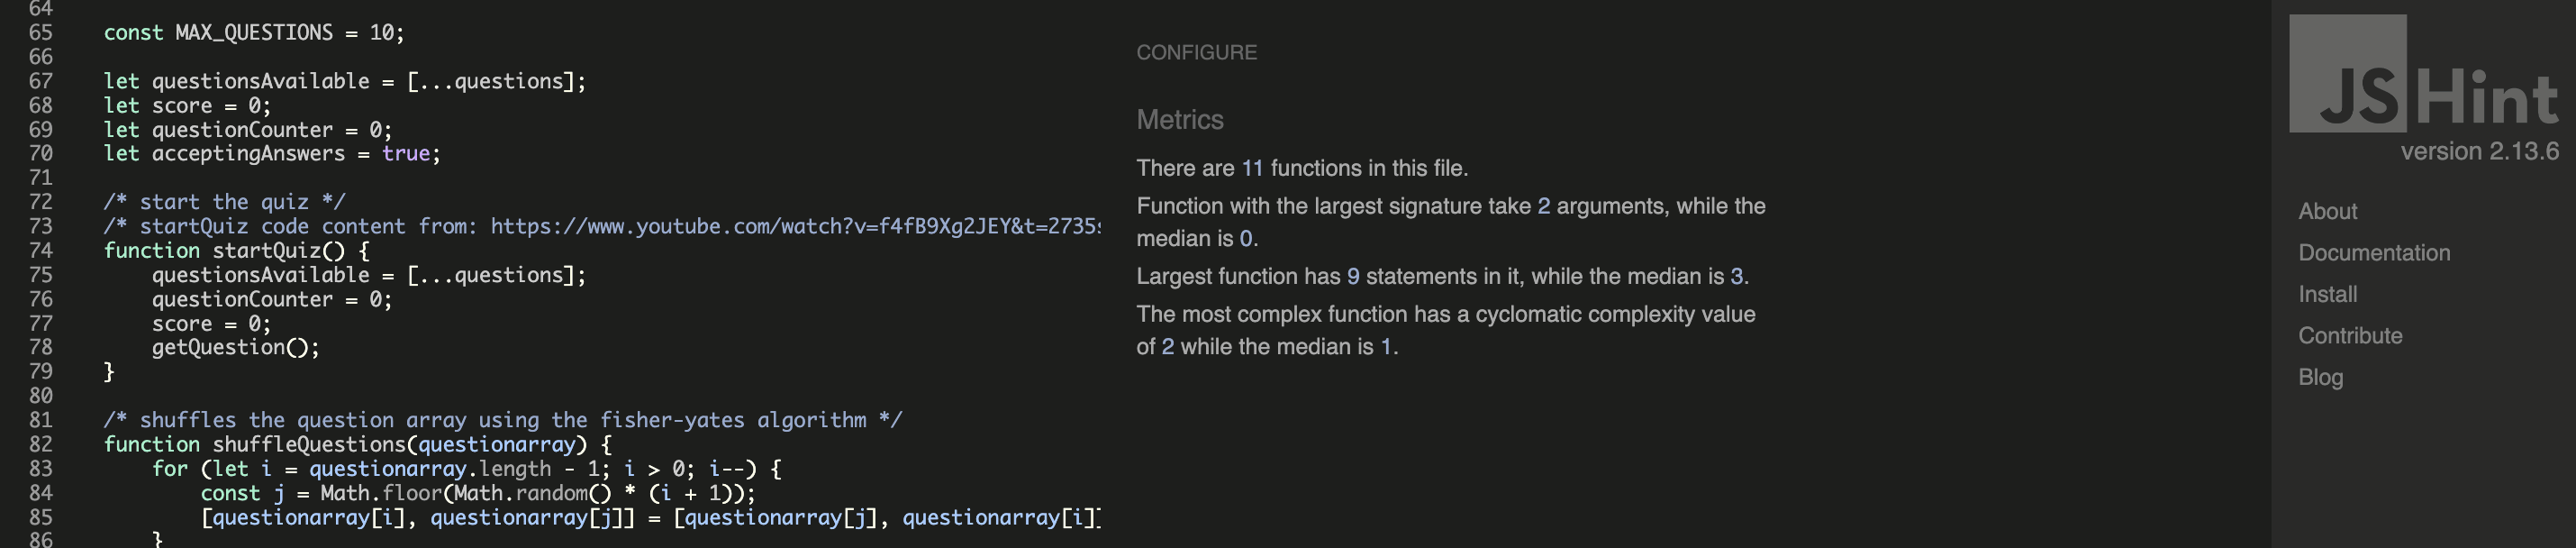 64
65 const MAX_QUESTIONS = 10;
66
67 let questionsAvailable = [...questions];
68 let score = 0;
69 let questionCounter = 0;
70 let acceptingAnswers = true;
71
72 /* start the quiz */
73 /* startQuiz code content from: https://www.youtube.com/watch?v=f4fB9Xg2JEY&t=2735s
74 function startQuiz() {
75 questionsAvailable = [...questions];
76 questionCounter = 0;
77 score = 0;
78 getQuestion();
79 }
80
81 /* shuffles the question array using the fisher-yates algorithm */
82 function shuffleQuestions(questionarray) {
83 for (let i = questionarray.length - 1; i > 0; i--) {
84 const j = Math.floor(Math.random() * (i + 1));
85 [questionarray[i], questionarray[j]] = [questionarray[j], questionarray[i]]
86 }
CONFIGURE
Metrics
There are 11 functions in this file.
Function with the largest signature take 2 arguments, while the
median is 0.
Largest function has 9 statements in it, while the median is 3.
The most complex function has a cyclomatic complexity value
of 2 while the median is 1.
JSHint
version 2.13.6
About
Documentation
Install
Contribute
Blog